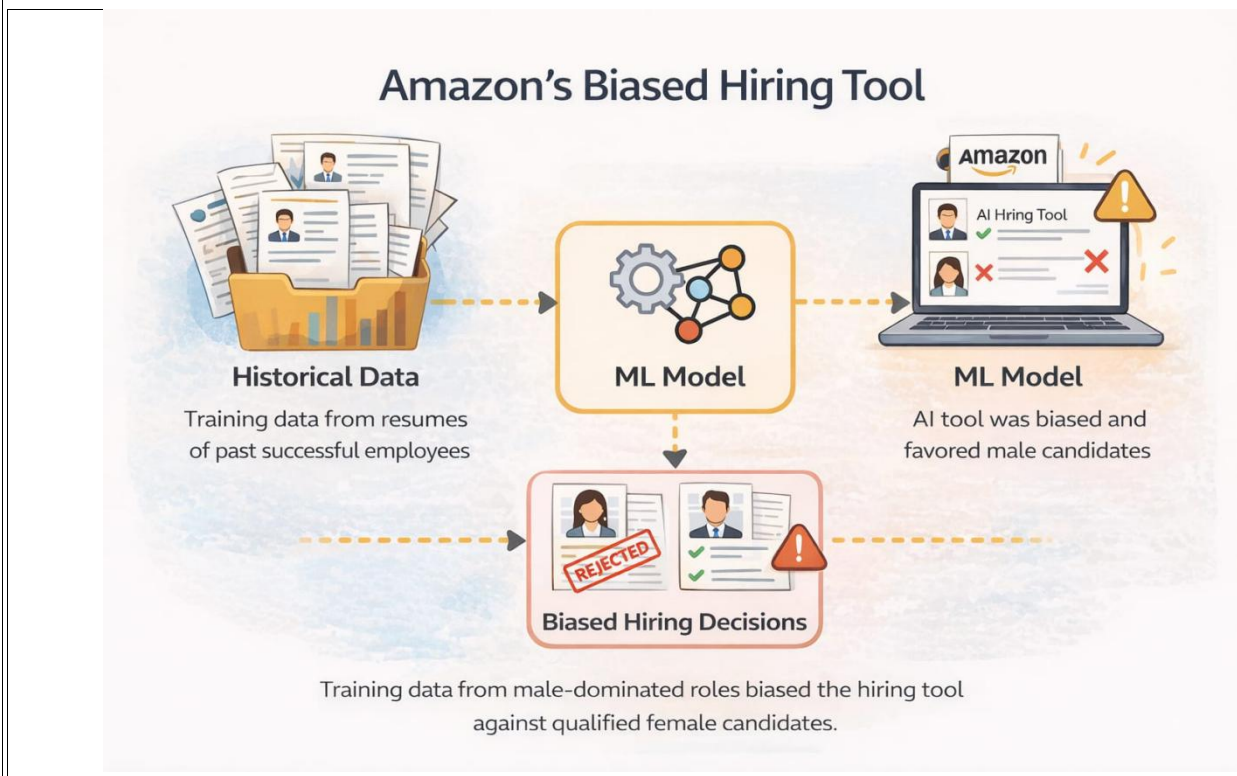 Amazon's Biased Hiring Tool
Amazon
AI Hring Tool
Historical Data
Training data from resumes
of past successful employees
ML Model
ML Model
AI tool was biased and
favored male candidates
REJECTED
Biased Hiring Decisions
Training data from male-dominated roles biased the hiring tool
against qualified female candidates.